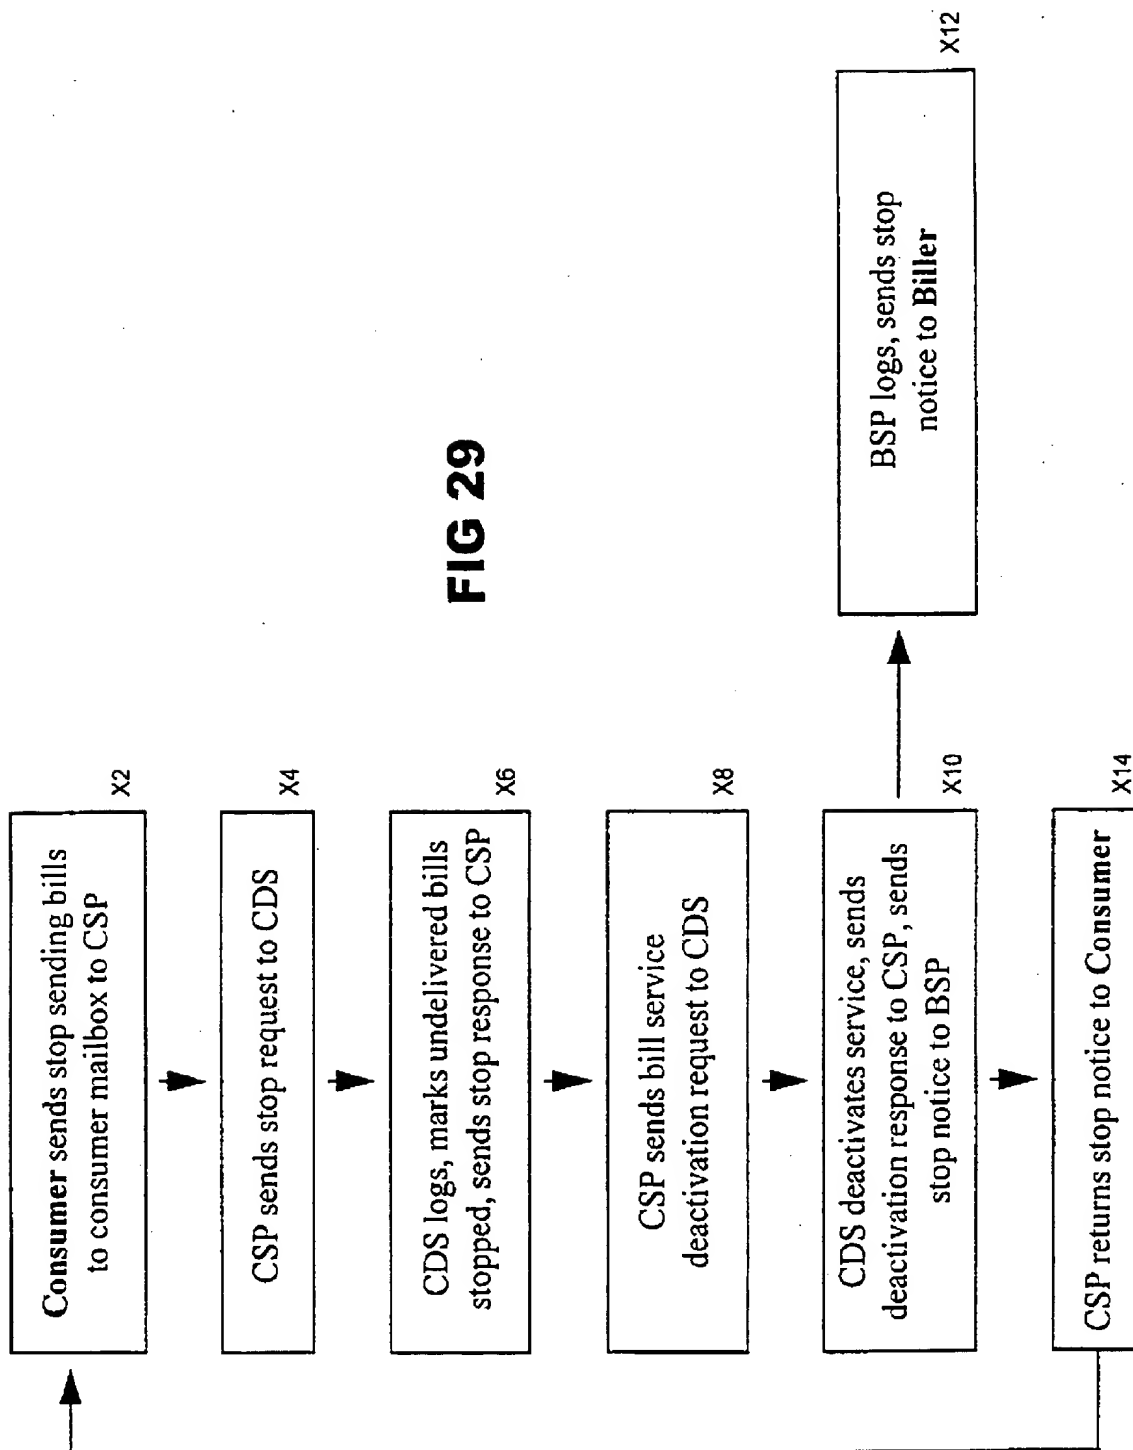 Consumer sends stop sending bills
to consumer mailbox to CSP
X2
CSP sends stop request to CDS
X4
CDS logs, marks undelivered bills
stopped, sends stop response to CSP
X6
CSP sends bill service
deactivation request to CDS
X8
CDS deactivates service, sends
deactivation response to CSP, sends
stop notice to BSP
X10
BSP logs, sends stop
notice to Biller
X12
CSP returns stop notice to Consumer
X14
FIG 29